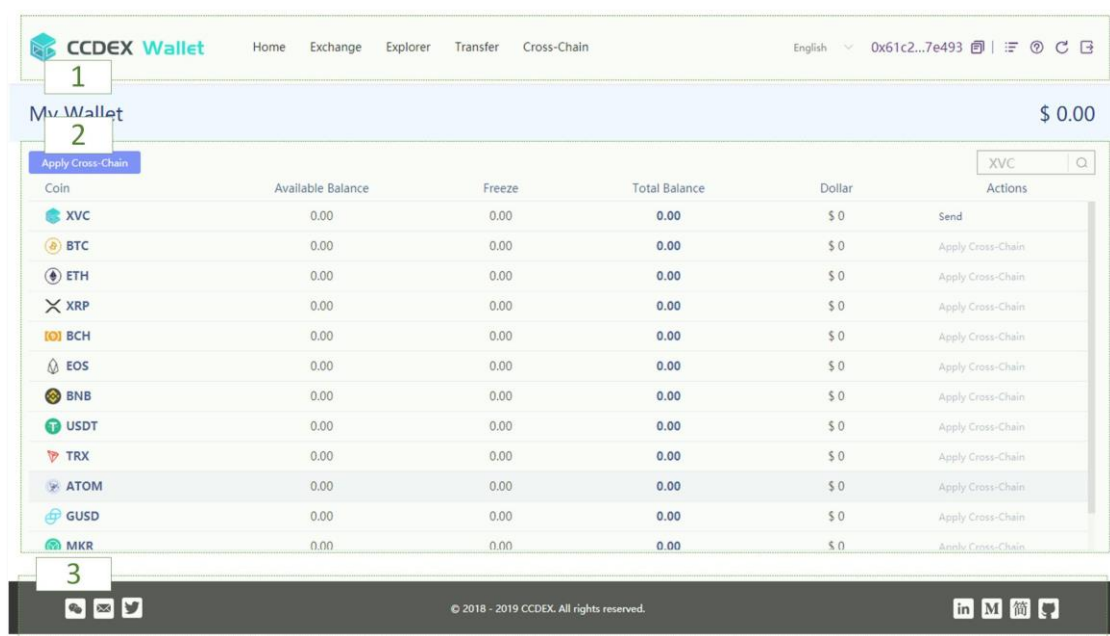 CCDEX Wallet Home Exchange Explorer Transfer Cross-Chain English 0x61c2...7e493
1
My Wallet $ 0.00
2
Apply Cross-Chain XVC
Coin Available Balance Freeze Total Balance Dollar Actions
XVC 0.00 0.00 0.00 $ 0 Send
BTC 0.00 0.00 0.00 $ 0 Apply Cross-Chain
ETH 0.00 0.00 0.00 $ 0 Apply Cross-Chain
XRP 0.00 0.00 0.00 $ 0 Apply Cross-Chain
BCH 0.00 0.00 0.00 $ 0 Apply Cross-Chain
EOS 0.00 0.00 0.00 $ 0 Apply Cross-Chain
BNB 0.00 0.00 0.00 $ 0 Apply Cross-Chain
USDT 0.00 0.00 0.00 $ 0 Apply Cross-Chain
TRX 0.00 0.00 0.00 $ 0 Apply Cross-Chain
ATOM 0.00 0.00 0.00 $ 0 Apply Cross-Chain
GUSD 0.00 0.00 0.00 $ 0 Apply Cross-Chain
MKR 0.00 0.00 0.00 $ 0 Apply Cross-Chain
3
© 2018 - 2019 CCDEX. All rights reserved. in M 简